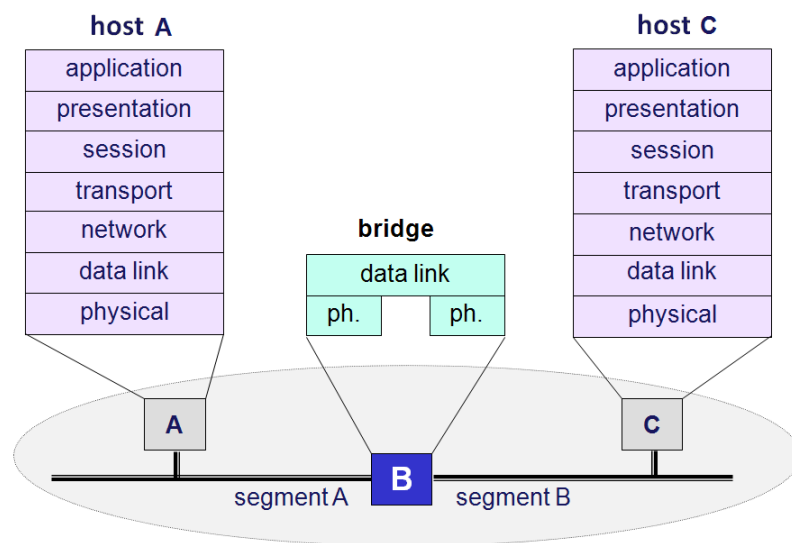 host A
application
presentation
session
transport
network
data link
physical
bridge
data link
ph. ph.
host C
application
presentation
session
transport
network
data link
physical
A
B
C
segment A
segment B